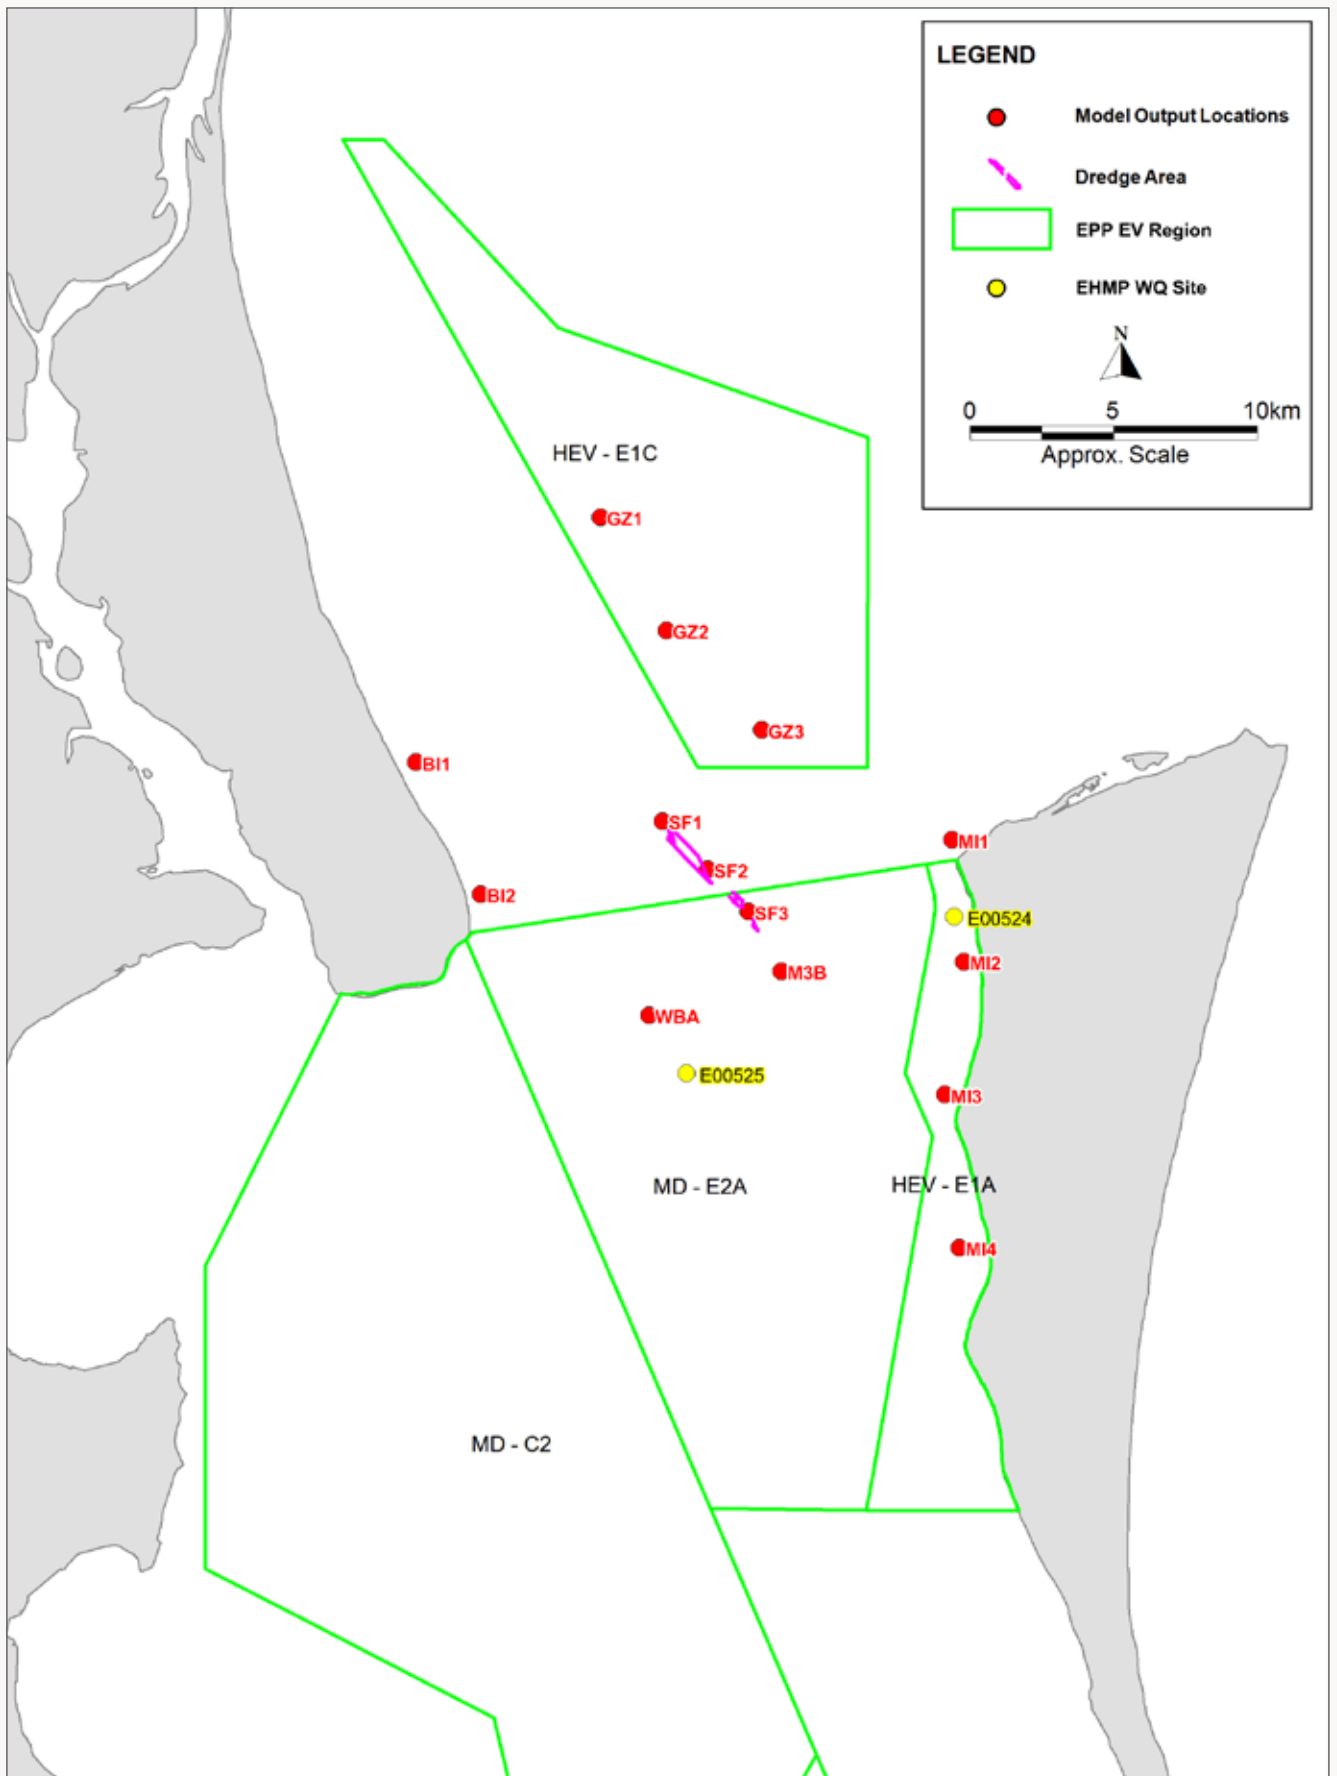 LEGEND
Model Output Locations
Dredge Area
EPP EV Region
EHMP WQ Site
N
0 5 10km
Approx. Scale
HEV - E1C
GZ1
GZ2
GZ3
BI1
SF1
MI1
SF2
BI2
SF3
E00524
MI2
M3B
WBA
E00525
MI3
MD - E2A
HEV - E1A
MI4
MD - C2